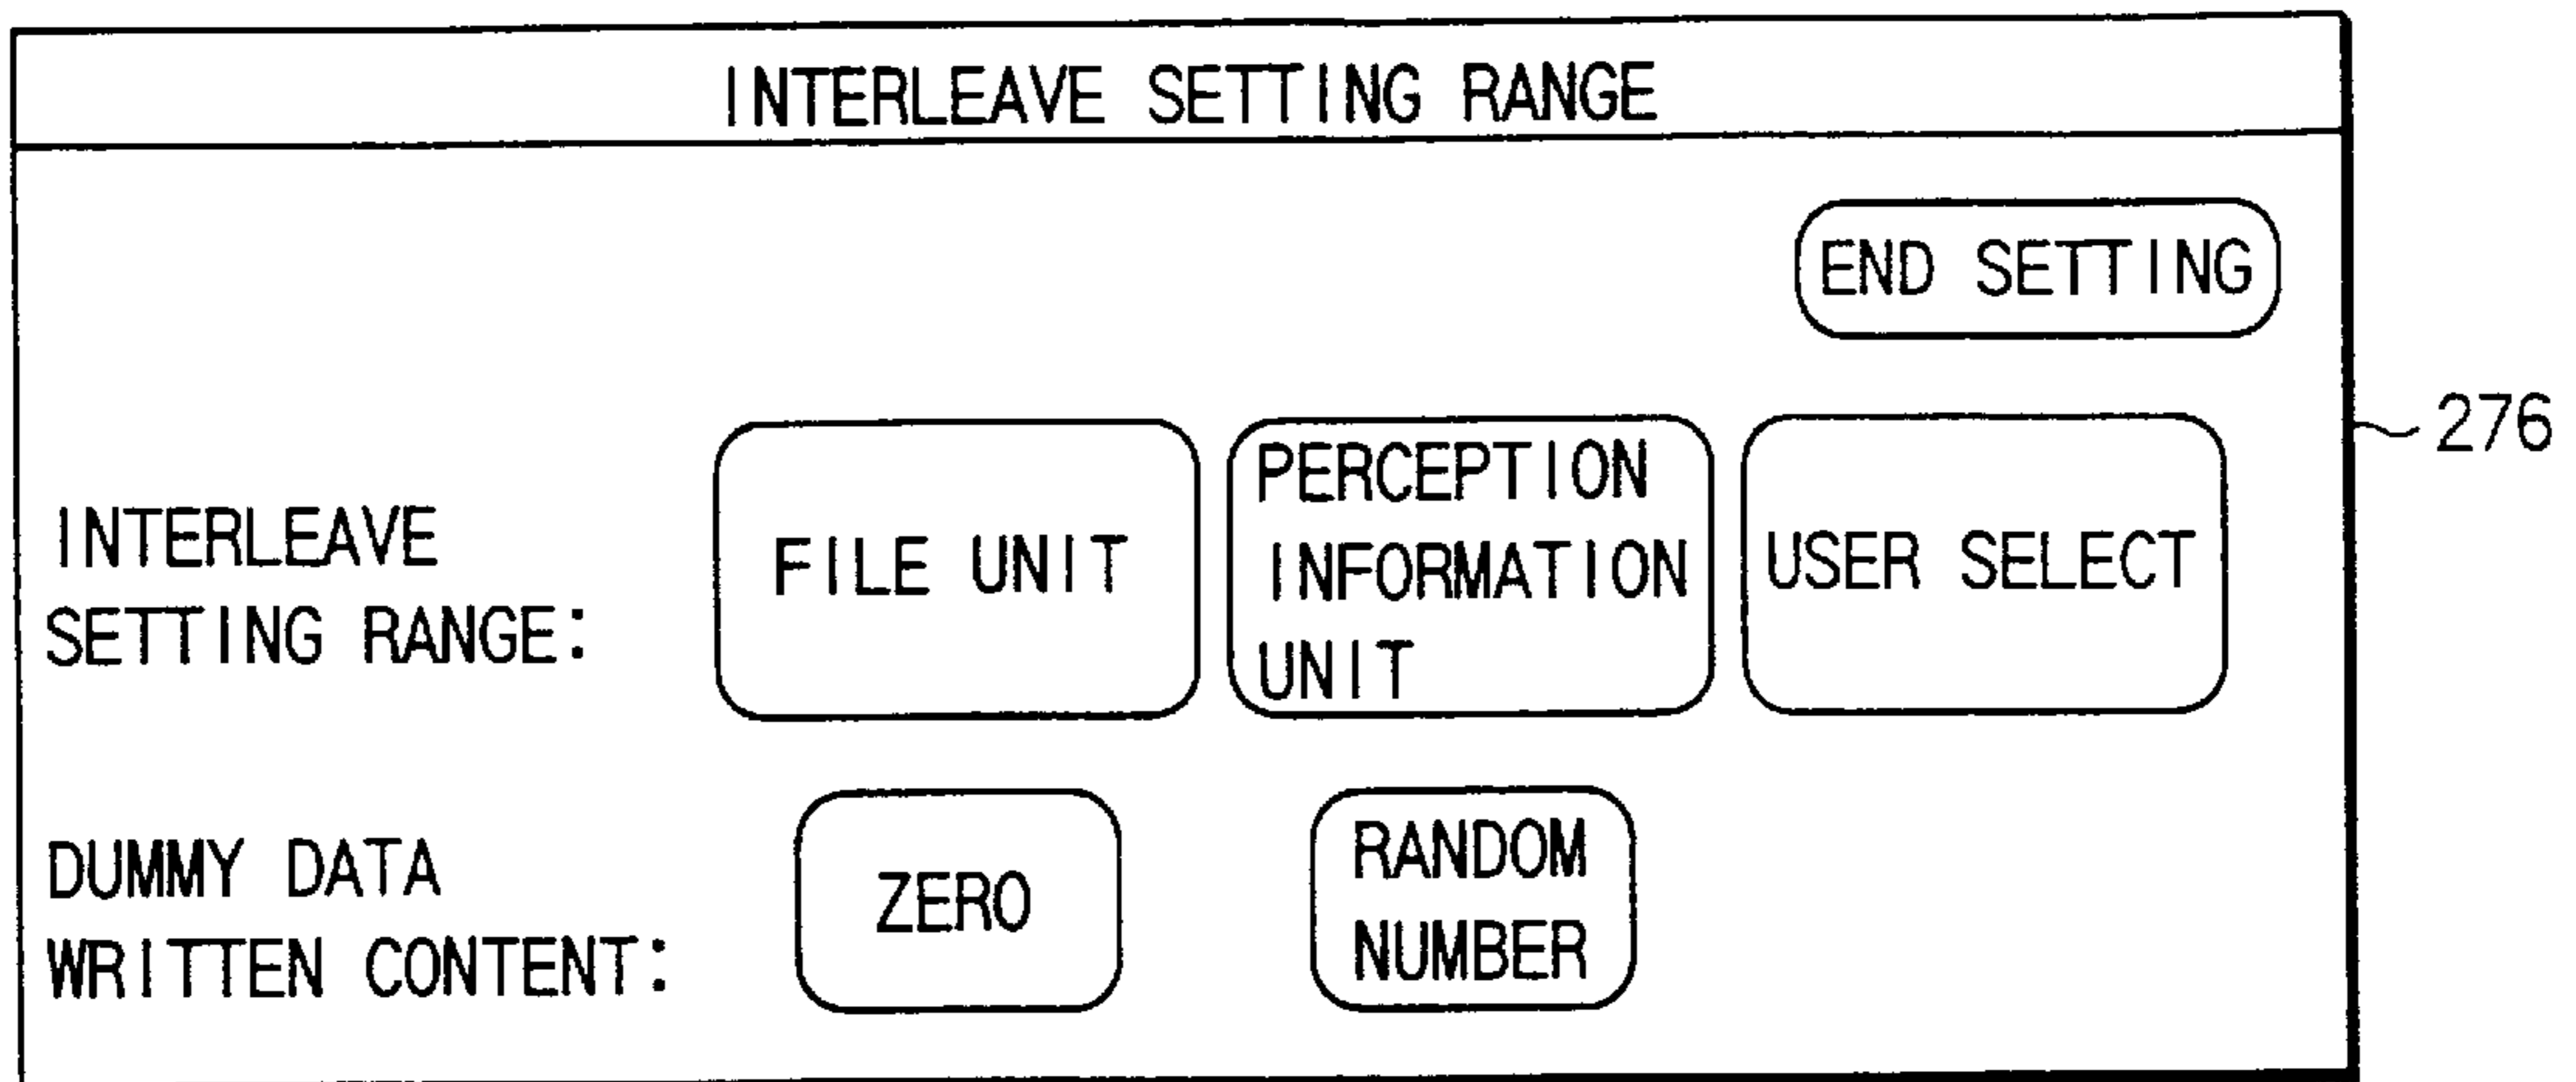 INTERLEAVE SETTING RANGE
END SETTING
276
INTERLEAVE
SETTING RANGE:
FILE UNIT
PERCEPTION
INFORMATION
UNIT
USER SELECT
DUMMY DATA
WRITTEN CONTENT:
ZERO
RANDOM
NUMBER